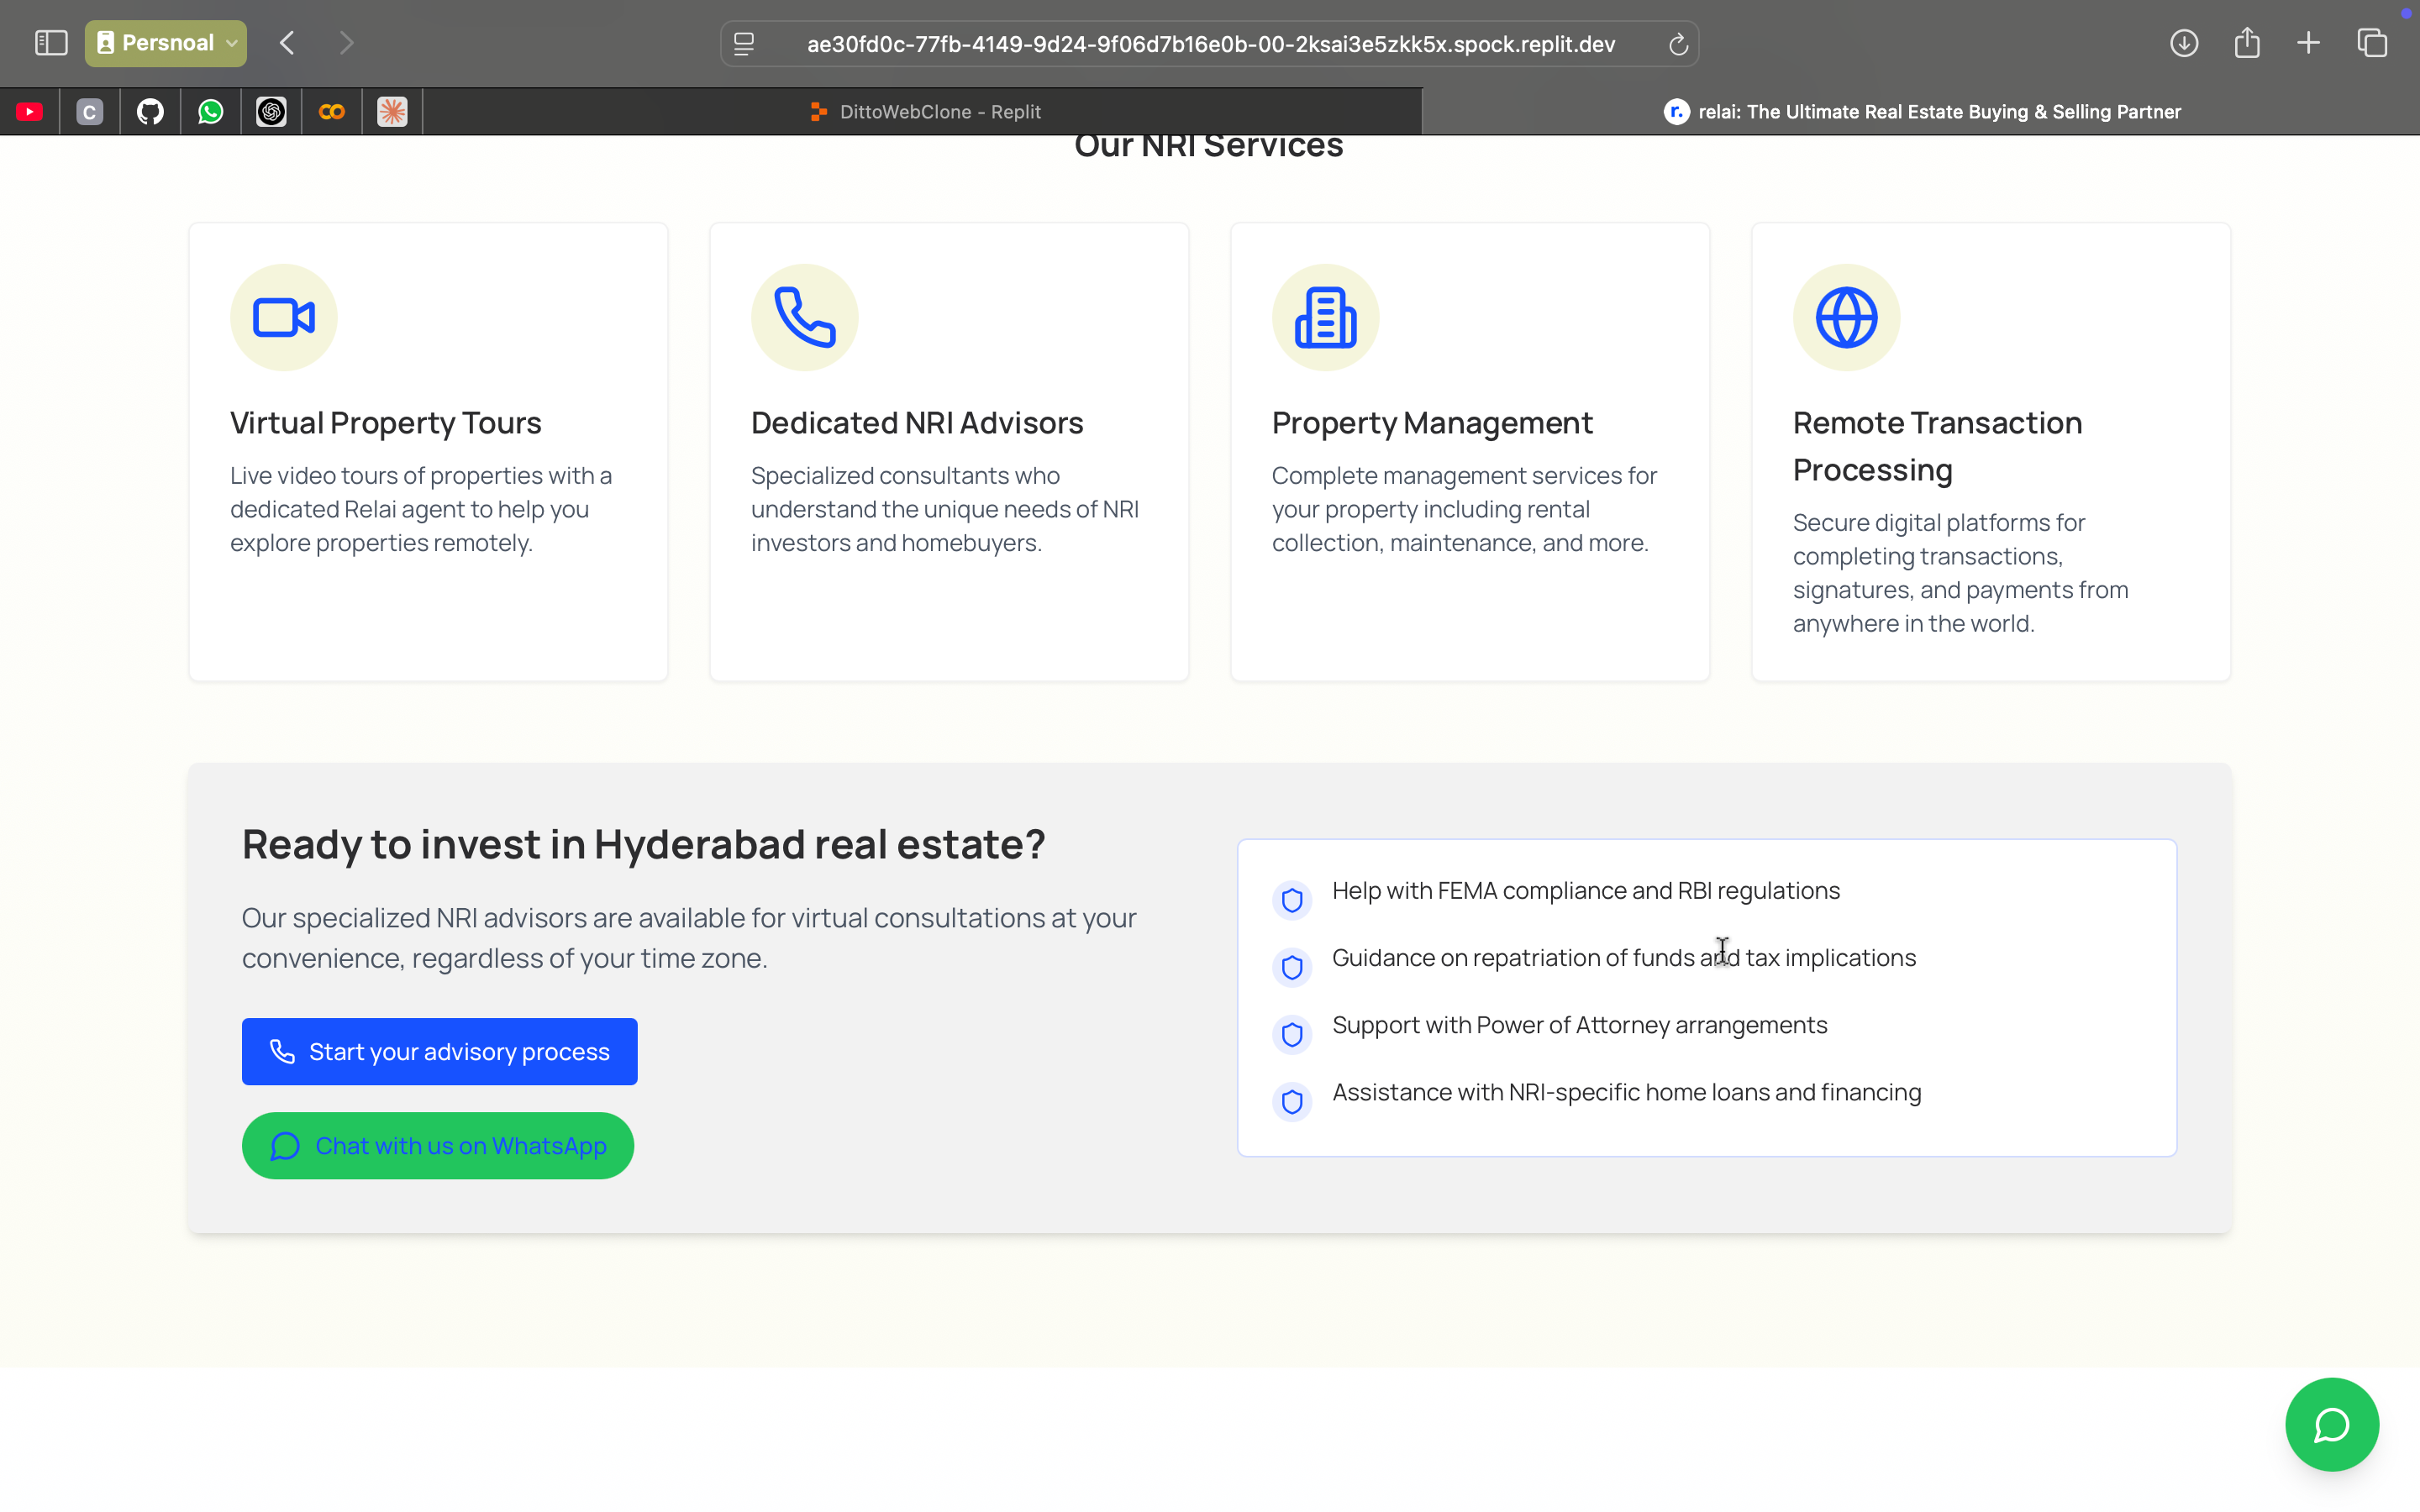 Persnoal
ae30fd0c-77fb-4149-9d24-9f06d7b16e0b-00-2ksai3e5zkk5x.spock.replit.dev
C
DittoWebClone - Replit
r.
relai: The Ultimate Real Estate Buying & Selling Partner
Our NRI Services
Virtual Property Tours
Live video tours of properties with a
dedicated Relai agent to help you
explore properties remotely.
Dedicated NRI Advisors
Specialized consultants who
understand the unique needs of NRI
investors and homebuyers.
Property Management
Complete management services for
your property including rental
collection, maintenance, and more.
Remote Transaction
Processing
Secure digital platforms for
completing transactions,
signatures, and payments from
anywhere in the world.
Ready to invest in Hyderabad real estate?
Our specialized NRI advisors are available for virtual consultations at your
convenience, regardless of your time zone.
Start your advisory process
Chat with us on WhatsApp
Help with FEMA compliance and RBI regulations
Guidance on repatriation of funds and tax implications
Support with Power of Attorney arrangements
Assistance with NRI-specific home loans and financing